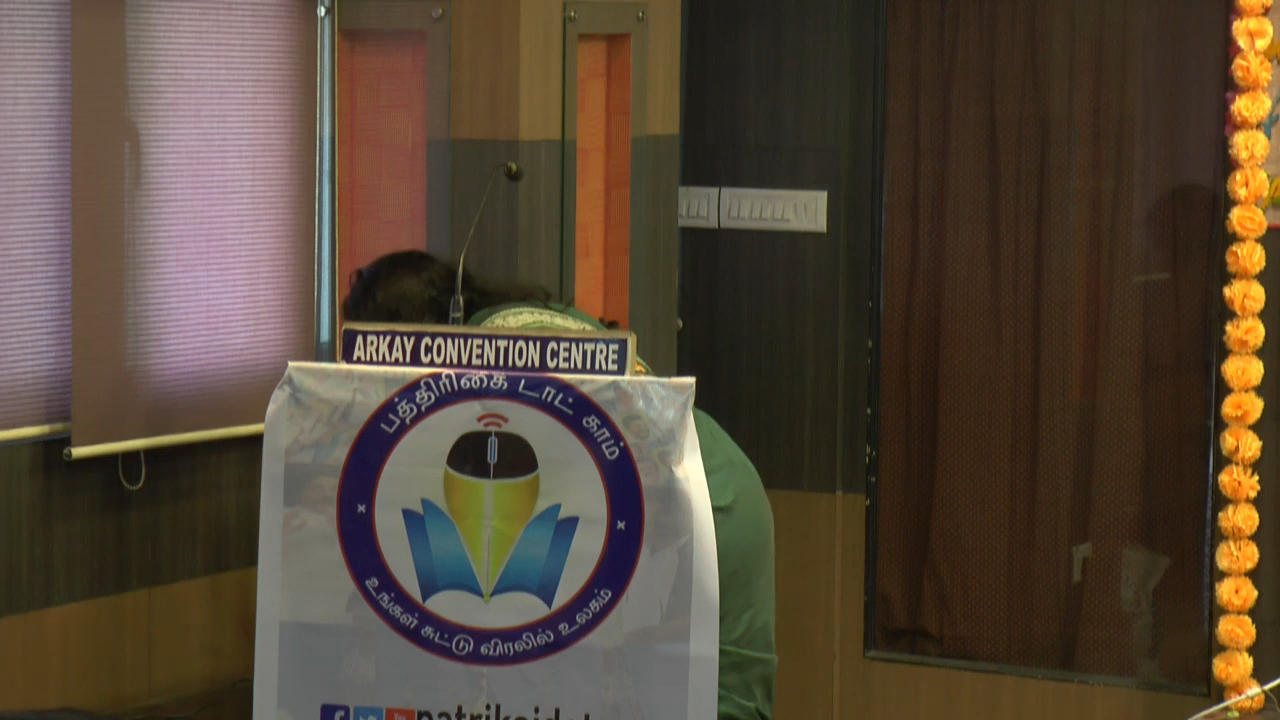 ARKAY CONVENTION CENTRE
பத்திரிகை டாட் காம்
உங்கள் சுட்டு விரலில் உலகம்